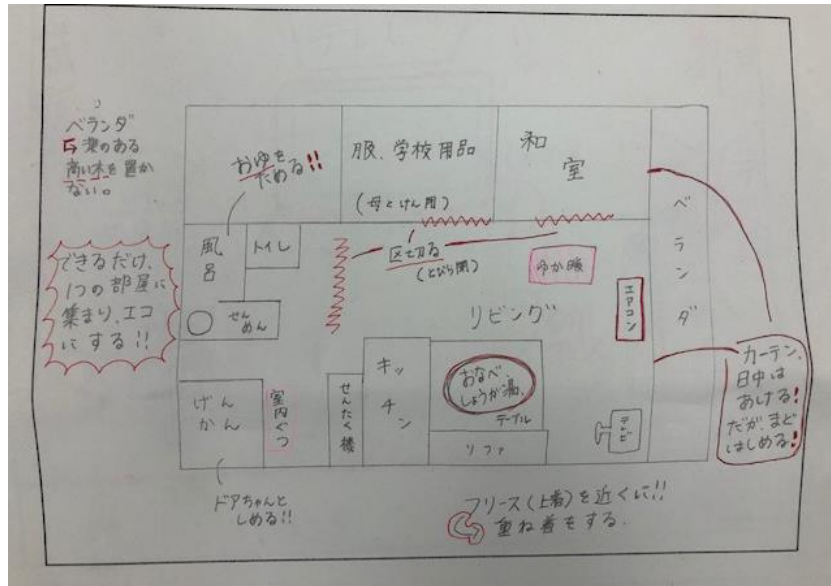 ベランダ
↳ 葉のある
高い木を置か
ない。
できるだけ、
1つの部屋に
集まり、エコ
にする!!
おゆを
ためる!!
服、学校用品
(母とけん用)
和
室
ベランダ
風
呂
トイレ
せん
めん
区切る
(とびら閉)
ゆか暖
エアコン
リビング
カーテン、
日中は
あける!
だが、まど
はしめる!
げん
かん
室内ぐつ
せんたく機
キッチン
おなべ、
しょうが湯、
テーブル
ソファ
テレビ
ドアちゃんと
しめる!!
フリース(上着)を近くに!!
重ね着をする.